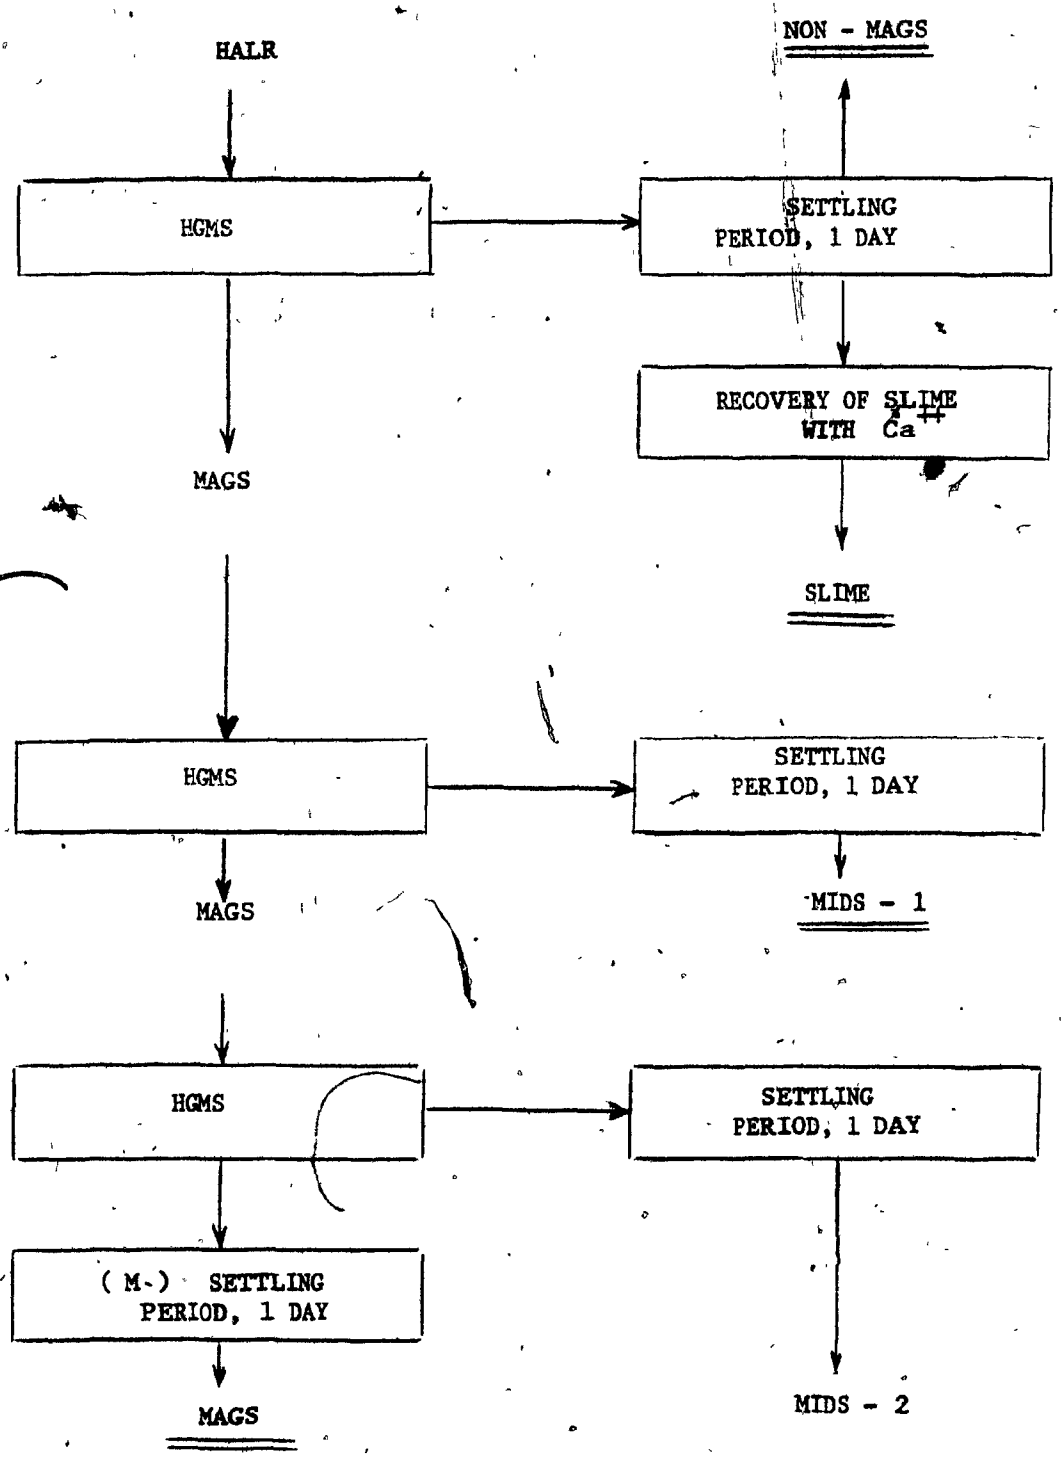 HALR
NON - MAGS
HGMS
SETTLING
PERIOD, 1 DAY
RECOVERY OF SLIME
WITH Ca++
MAGS
SLIME
HGMS
SETTLING
PERIOD, 1 DAY
MAGS
MIDS - 1
HGMS
SETTLING
PERIOD, 1 DAY
( M ) SETTLING
PERIOD, 1 DAY
MAGS
MIDS - 2